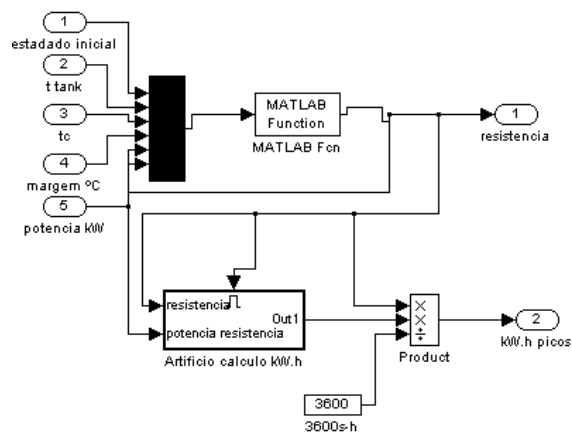 1
estadado inicial
2
t tank
3
tc
4
margem ºC
5
potencia kW
MATLAB
Function
MATLAB Fcn
1
resistencia
resistencia
potencia resistencia
Out1
Artificio calculo kW.h
×
×
÷
Product
2
kW.h picos
3600
3600s-h